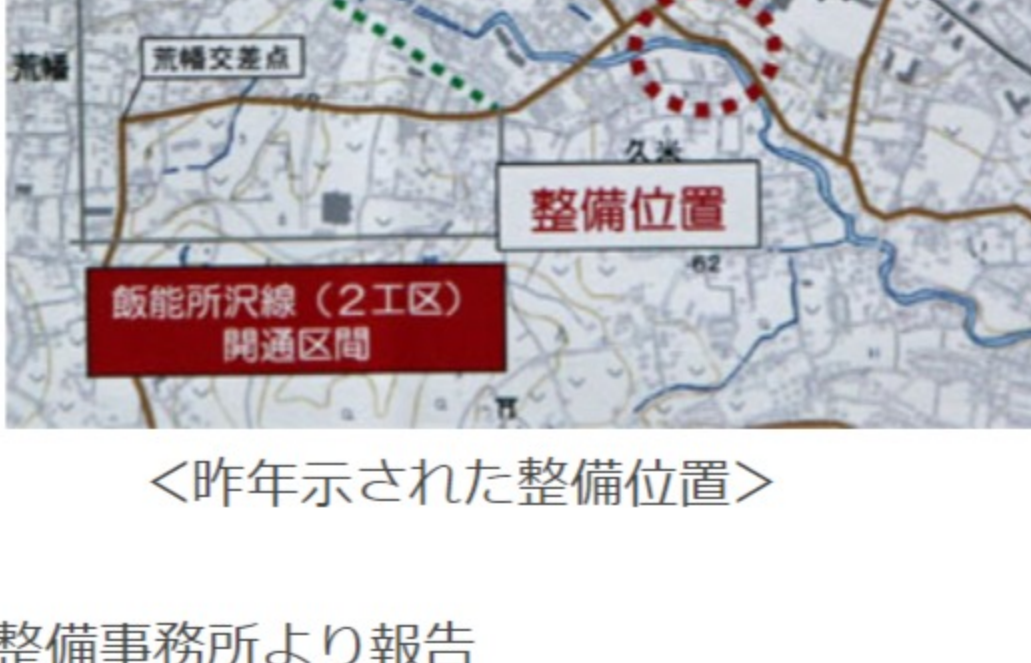 荒幡
荒幡交差点
久米
整備位置
62
飯能所沢線（２工区）
開通区間
＜昨年示された整備位置＞
整備事務所より報告